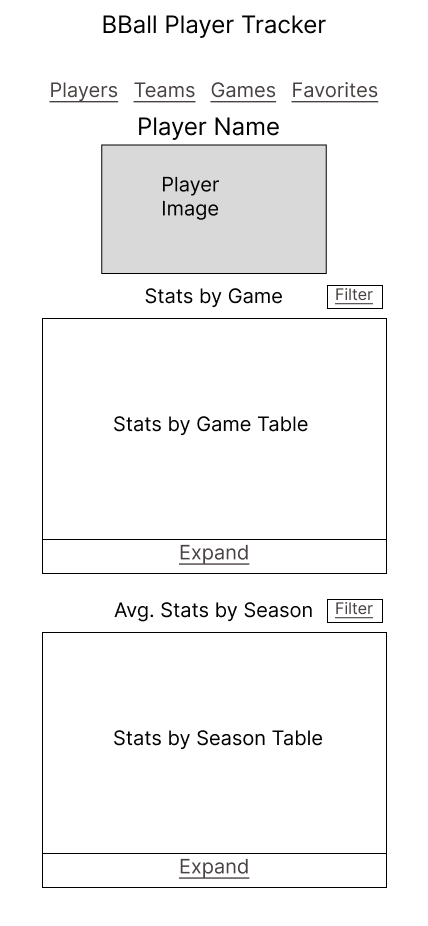 BBall Player Tracker
Players Teams Games Favorites
Player Name
Player
Image
Stats by Game Filter
Stats by Game Table
Expand
Avg. Stats by Season Filter
Stats by Season Table
Expand